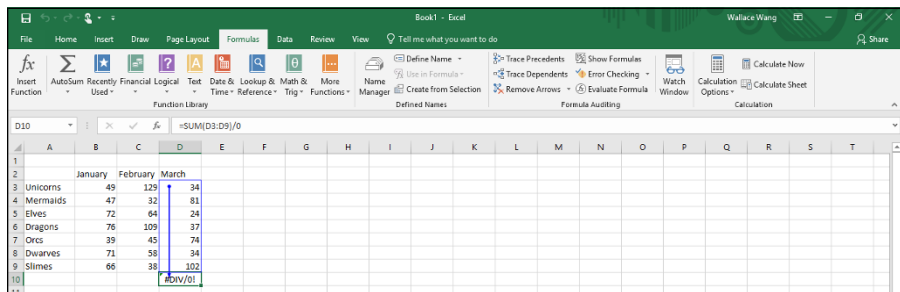 Book1 - Excel
Wallace Wang
File Home Insert Draw Page Layout Formulas Data Review View Tell me what you want to do
Share
fx Σ ? A θ
Insert Function
AutoSum
Recently Used
Financial
Logical
Text
Date & Time
Lookup & Reference
Math & Trig
More Functions
Function Library
Name Manager
Define Name
Use in Formula
Create from Selection
Defined Names
Trace Precedents
Trace Dependents
Remove Arrows
Show Formulas
Error Checking
Evaluate Formula
Formula Auditing
Watch Window
Calculation Options
Calculate Now
Calculate Sheet
Calculation
D10 fx =SUM(D3:D9)/0
A B C D E F G H I J K L M N O P Q R S T
1
2 January February March
3 Unicorns 49 129 34
4 Mermaids 47 32 81
5 Elves 72 64 24
6 Dragons 76 109 37
7 Orcs 39 45 74
8 Dwarves 71 58 34
9 Slimes 66 38 102
10 #DIV/0!